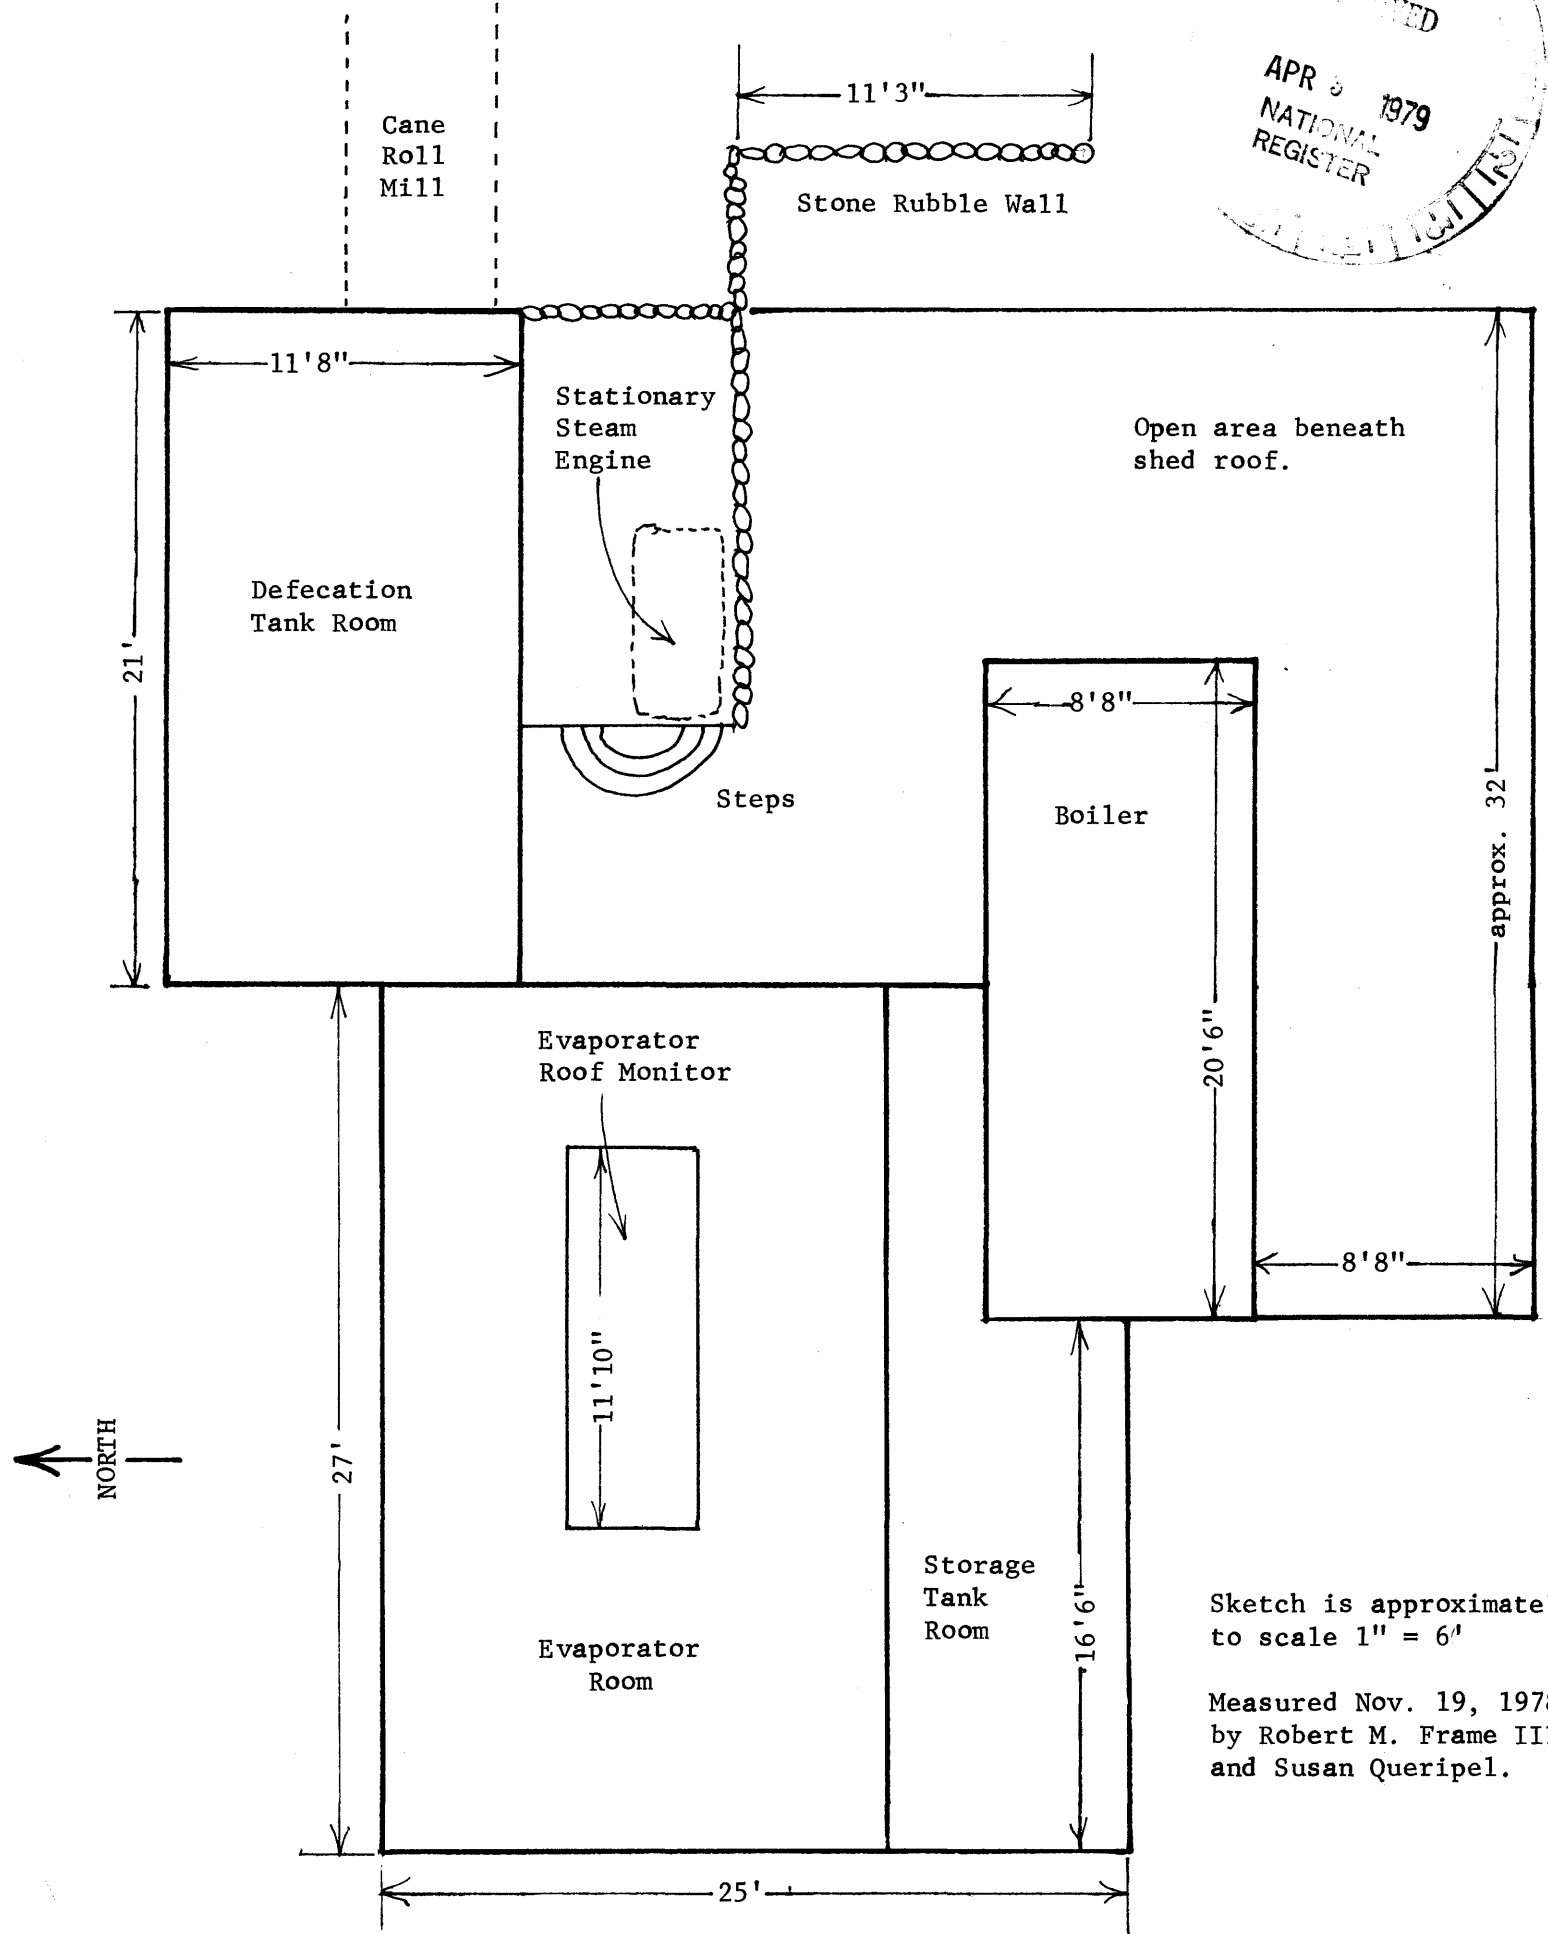 APR
1979
NATIONAL
REGISTER
11'3"
Cane
Roll
Mill
Stone Rubble Wall
11'8"
Stationary
Steam
Engine
Open area beneath
shed roof.
Defecation
Tank Room
21'
8'8"
Steps
Boiler
approx. 32'
20'6"
Evaporator
Roof Monitor
8'8"
11'10"
NORTH
27'
Storage
Tank
Room
16'6"
Evaporator
Room
Sketch is approximate
to scale 1" = 6'
Measured Nov. 19, 197
by Robert M. Frame II
and Susan Queripel.
25'